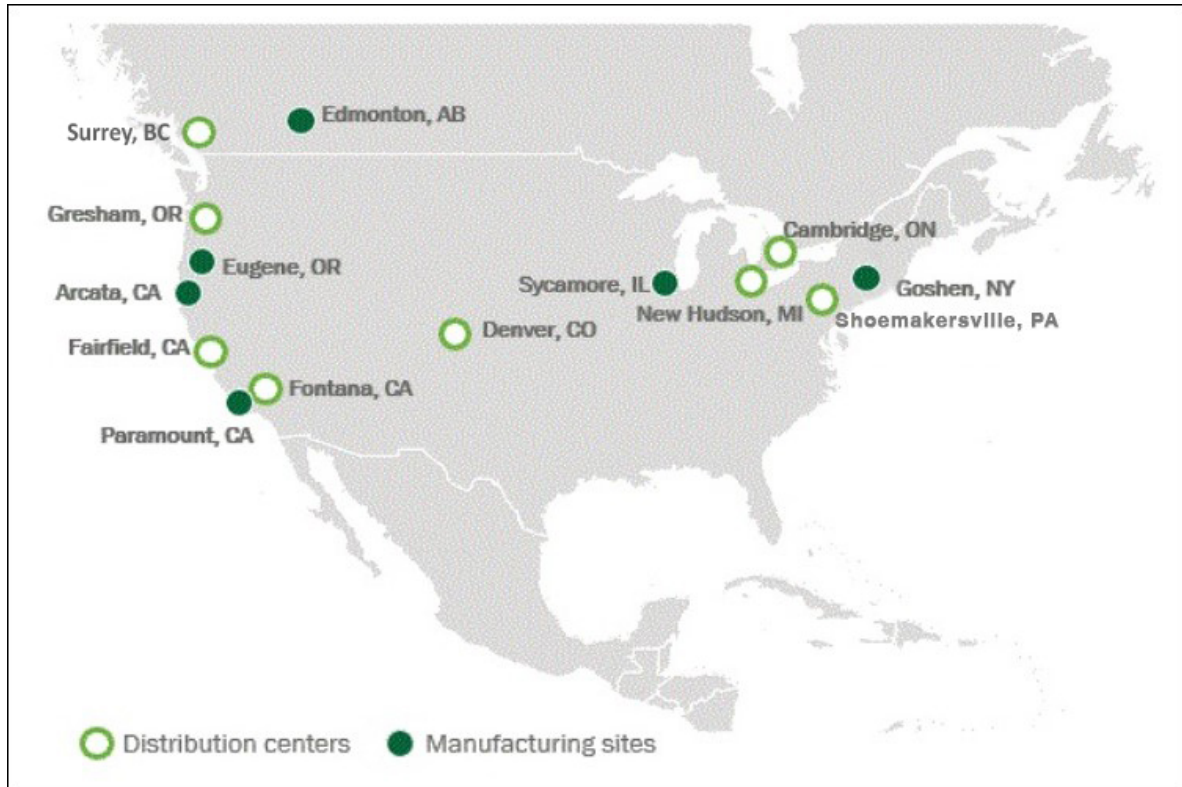 Edmonton, AB
Surrey, BC
Gresham, OR
Cambridge, ON
Eugene, OR
Sycamore, IL
Goshen, NY
Arcata, CA
New Hudson, MI
Shoemakersville, PA
Denver, CO
Fairfield, CA
Fontana, CA
Paramount, CA
Distribution centers
Manufacturing sites